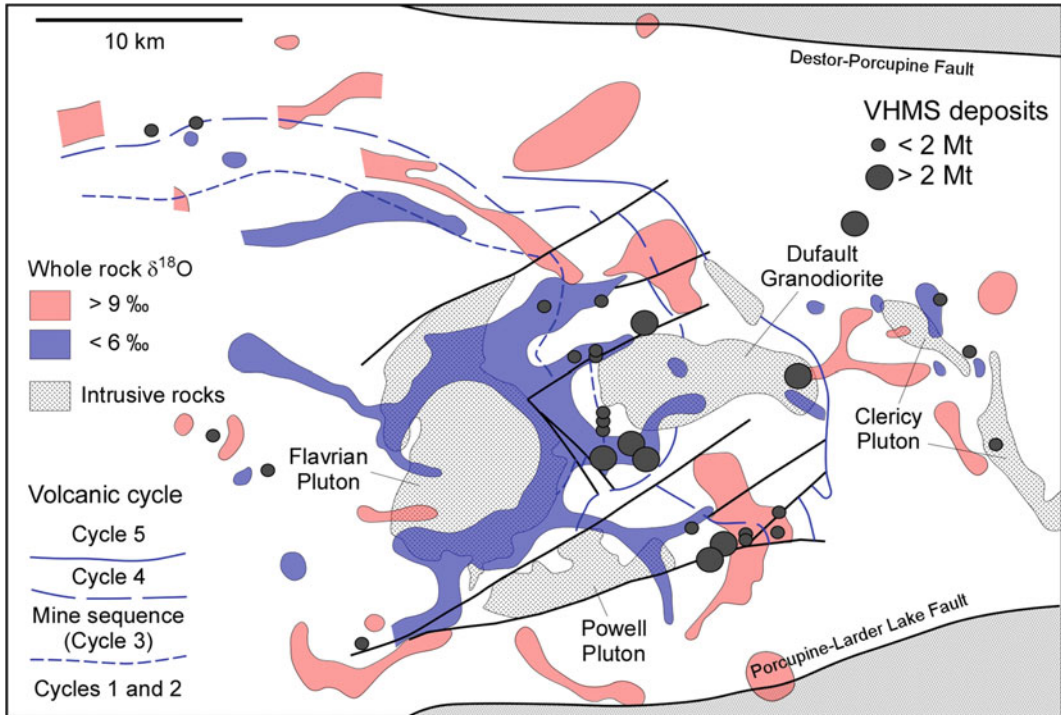 10 km
Destor-Porcupine Fault
VHMS deposits
< 2 Mt
> 2 Mt
Dufault
Granodiorite
Whole rock δ18O
> 9 ‰
< 6 ‰
Intrusive rocks
Clericy
Pluton
Flavrian
Pluton
Volcanic cycle
Cycle 5
Cycle 4
Mine sequence
(Cycle 3)
Cycles 1 and 2
Powell
Pluton
Porcupine-Larder Lake Fault